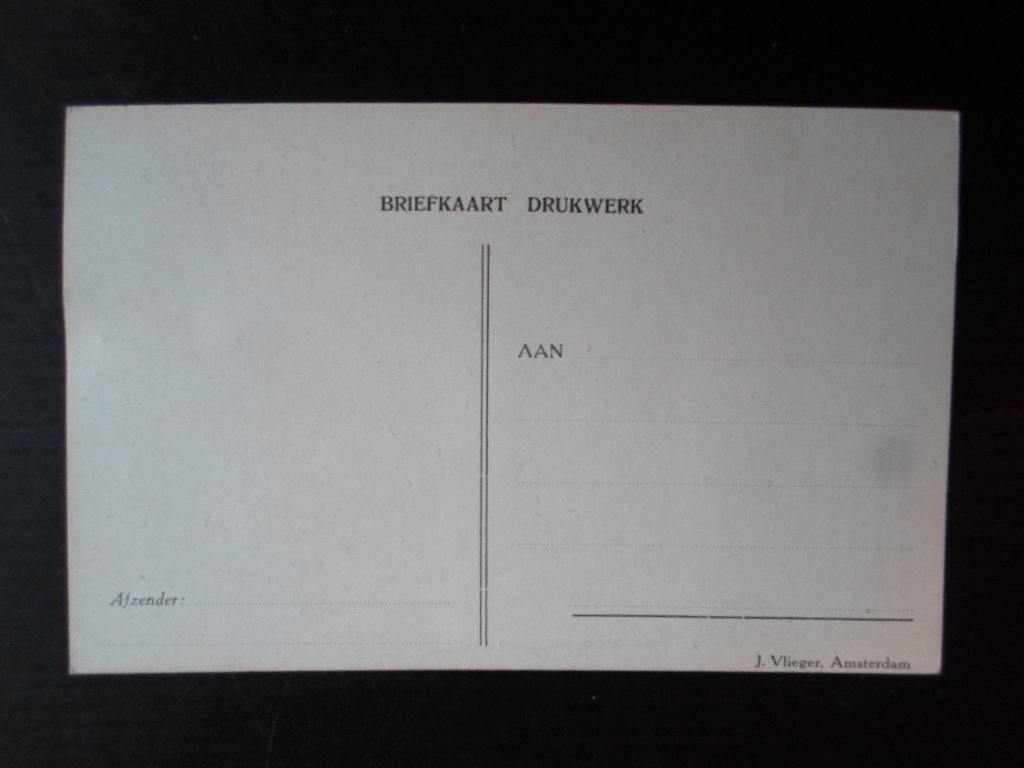 BRIEFKAART DRUKWERK
AAN
Afzender:
J. Vlieger, Amsterdam